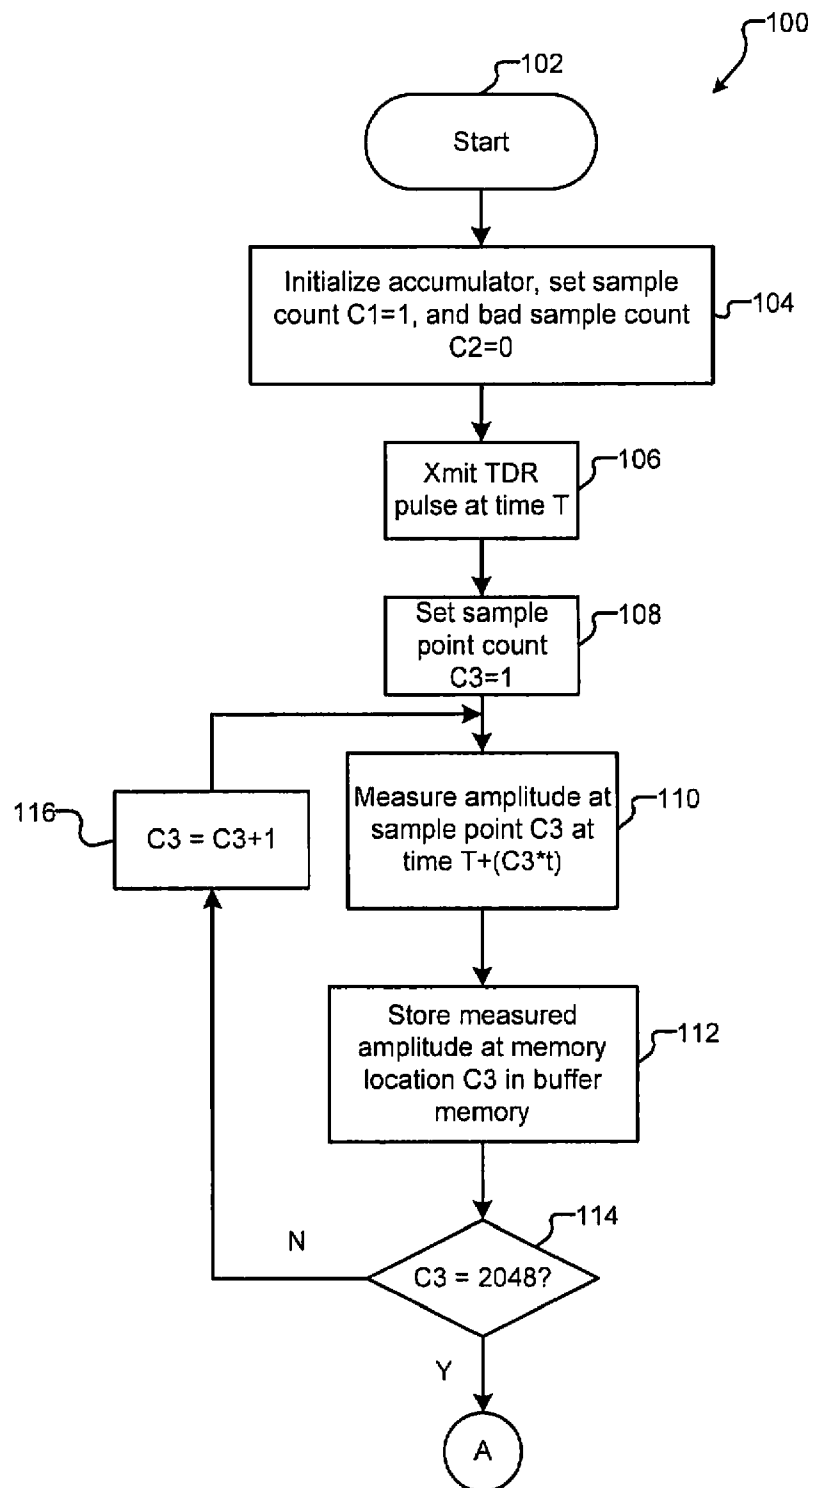 100
102
Start
Initialize accumulator, set sample
count C1=1, and bad sample count
C2=0
104
Xmit TDR
pulse at time T
106
Set sample
point count
C3=1
108
116
C3 = C3+1
Measure amplitude at
sample point C3 at
time T+(C3*t)
110
Store measured
amplitude at memory
location C3 in buffer
memory
112
114
N
C3 = 2048?
Y
A